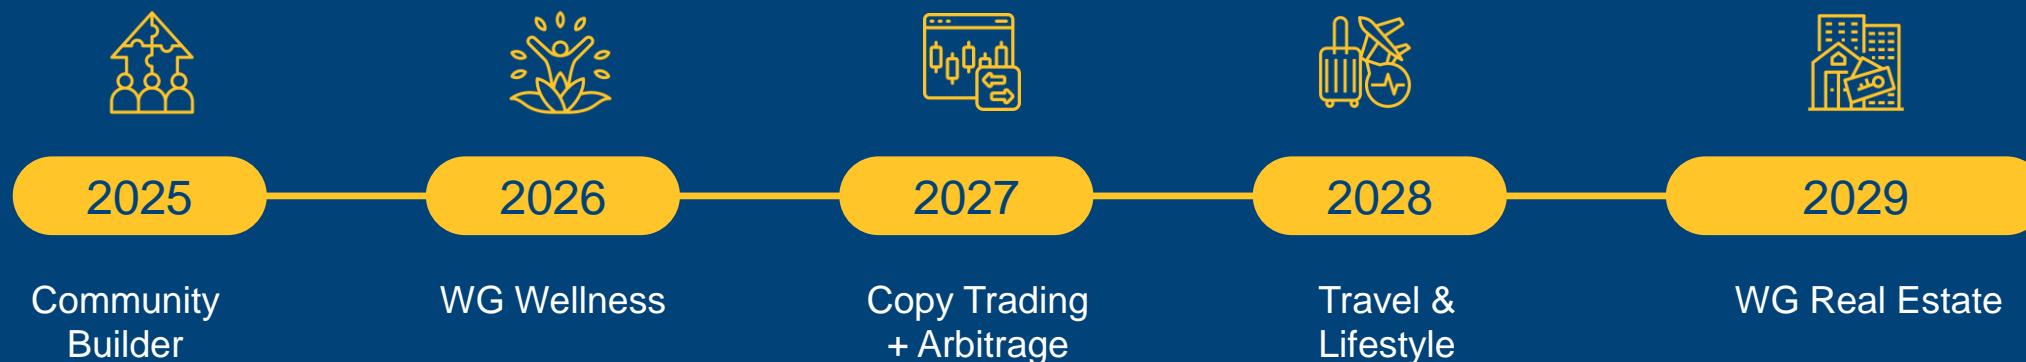 2025
2026
2027
2028
2029
Community
Builder
WG Wellness
Copy Trading
+ Arbitrage
Travel &
Lifestyle
WG Real Estate